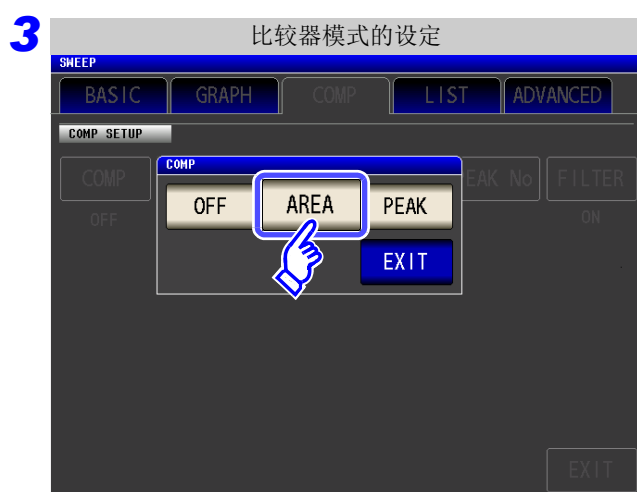 3
比较器模式的设定
SWEEP
BASIC GRAPH COMP LIST ADVANCED
COMP SETUP
COMP EAK No FILTER
OFF ON
COMP
OFF AREA PEAK
EXIT
EXIT